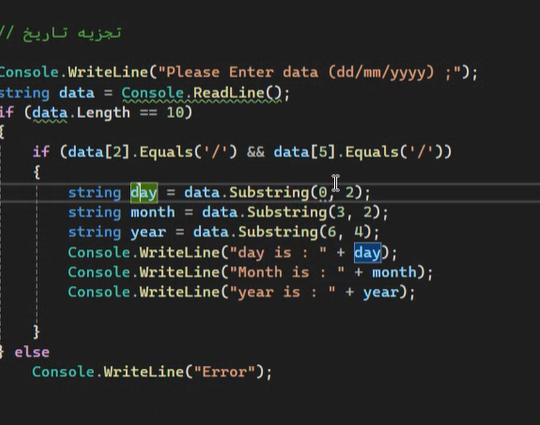 // تجزیه تاریخ
Console.WriteLine("Please Enter data (dd/mm/yyyy) ;");
string data = Console.ReadLine();
if (data.Length == 10)
{
if (data[2].Equals('/') && data[5].Equals('/'))
{
string day = data.Substring(0, 2);
string month = data.Substring(3, 2);
string year = data.Substring(6, 4);
Console.WriteLine("day is : " + day);
Console.WriteLine("Month is : " + month);
Console.WriteLine("year is : " + year);
}
} else
Console.WriteLine("Error");